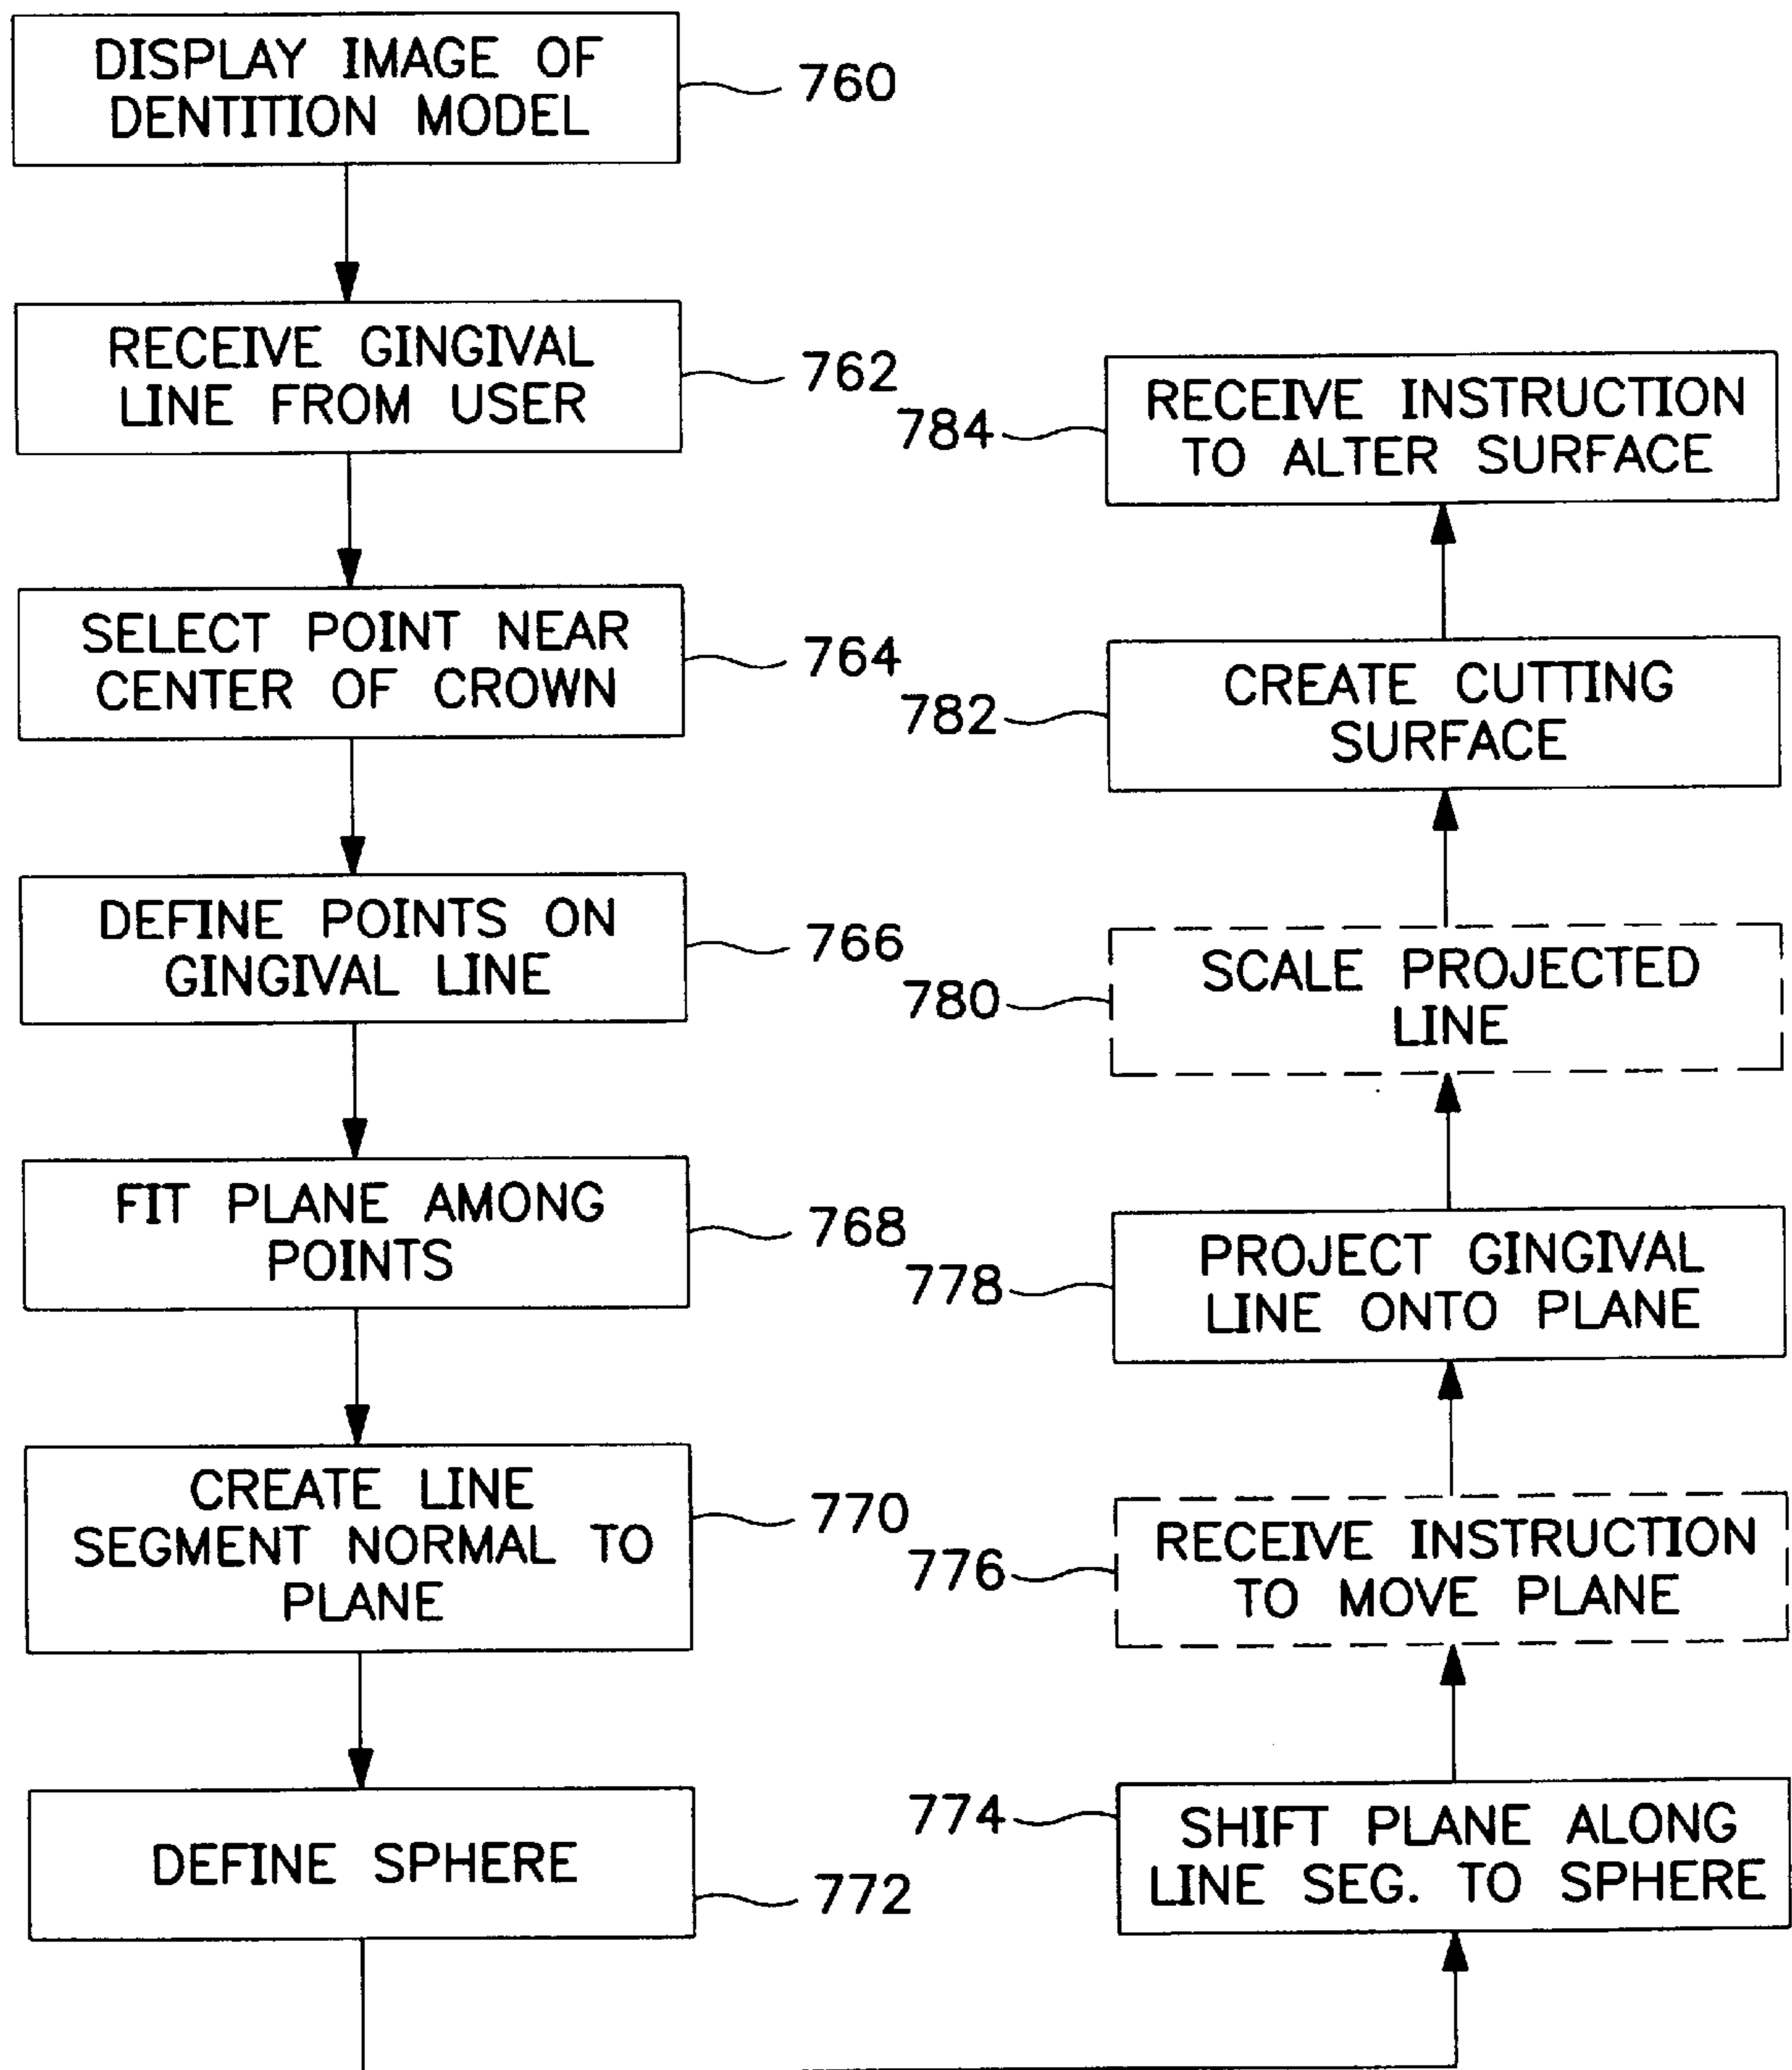 DISPLAY IMAGE OF
DENTITION MODEL
760
RECEIVE GINGIVAL
LINE FROM USER
762
SELECT POINT NEAR
CENTER OF CROWN
764
DEFINE POINTS ON
GINGIVAL LINE
766
FIT PLANE AMONG
POINTS
768
CREATE LINE
SEGMENT NORMAL TO
PLANE
770
DEFINE SPHERE
772
774
SHIFT PLANE ALONG
LINE SEG. TO SPHERE
776
RECEIVE INSTRUCTION
TO MOVE PLANE
778
PROJECT GINGIVAL
LINE ONTO PLANE
780
SCALE PROJECTED
LINE
782
CREATE CUTTING
SURFACE
784
RECEIVE INSTRUCTION
TO ALTER SURFACE